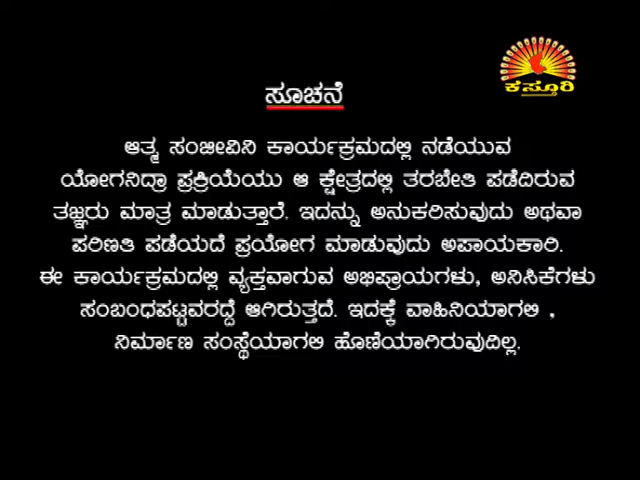 ಕಸ್ತೂರಿ
ಸೂಚನೆ
ಆತ್ಮ ಸಂಜೀವಿನಿ ಕಾರ್ಯಕ್ರಮದಲ್ಲಿ ನಡೆಯುವ
ಯೋಗನಿದ್ರಾ ಪ್ರಕ್ರಿಯೆಯು ಆ ಕ್ಷೇತ್ರದಲ್ಲಿ ತರಬೇತಿ ಪಡೆದಿರುವ
ತಜ್ಞರು ಮಾತ್ರ ಮಾಡುತ್ತಾರೆ. ಇದನ್ನು ಅನುಕರಿಸುವುದು ಅಥವಾ
ಪರಿಣತಿ ಪಡೆಯದೆ ಪ್ರಯೋಗ ಮಾಡುವುದು ಅಪಾಯಕಾರಿ.
ಈ ಕಾರ್ಯಕ್ರಮದಲ್ಲಿ ವ್ಯಕ್ತವಾಗುವ ಅಭಿಪ್ರಾಯಗಳು, ಅನಿಸಿಕೆಗಳು
ಸಂಬಂಧಪಟ್ಟವರದ್ದೆ ಆಗಿರುತ್ತದೆ. ಇದಕ್ಕೆ ವಾಹಿನಿಯಾಗಲಿ ,
ನಿರ್ಮಾಣ ಸಂಸ್ಥೆಯಾಗಲಿ ಹೊಣೆಯಾಗಿರುವುದಿಲ್ಲ.